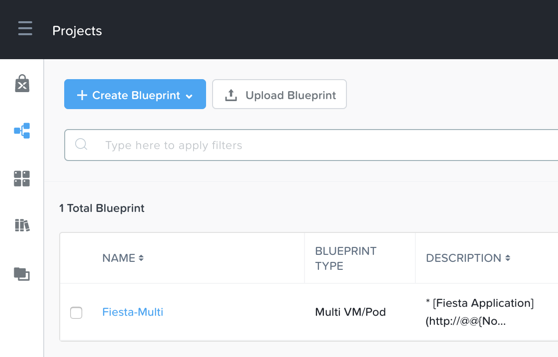 Projects
+ Create Blueprint
Upload Blueprint
Type here to apply filters
1 Total Blueprint
NAME
BLUEPRINT
TYPE
DESCRIPTION
Fiesta-Multi
Multi VM/Pod
* [Fiesta Application]
(http://@@{No...